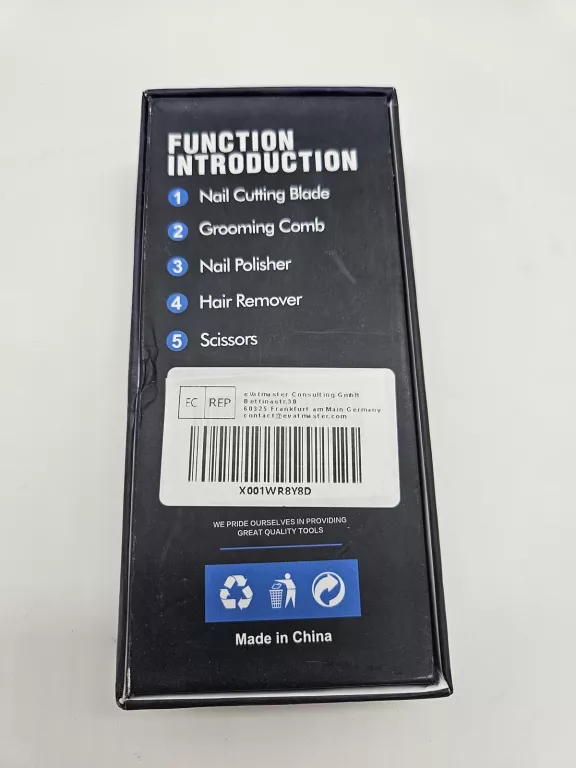 FUNCTION
INTRODUCTION
1 Nail Cutting Blade
2 Grooming Comb
3 Nail Polisher
4 Hair Remover
5 Scissors
EC REP
eVatmaster Consulting GmbH
Bettinastr.30
60325 Frankfurt am Main Germany
contact@evatmaster.com
X001WR8Y8D
WE PRIDE OURSELVES IN PROVIDING
GREAT QUALITY TOOLS
Made in China